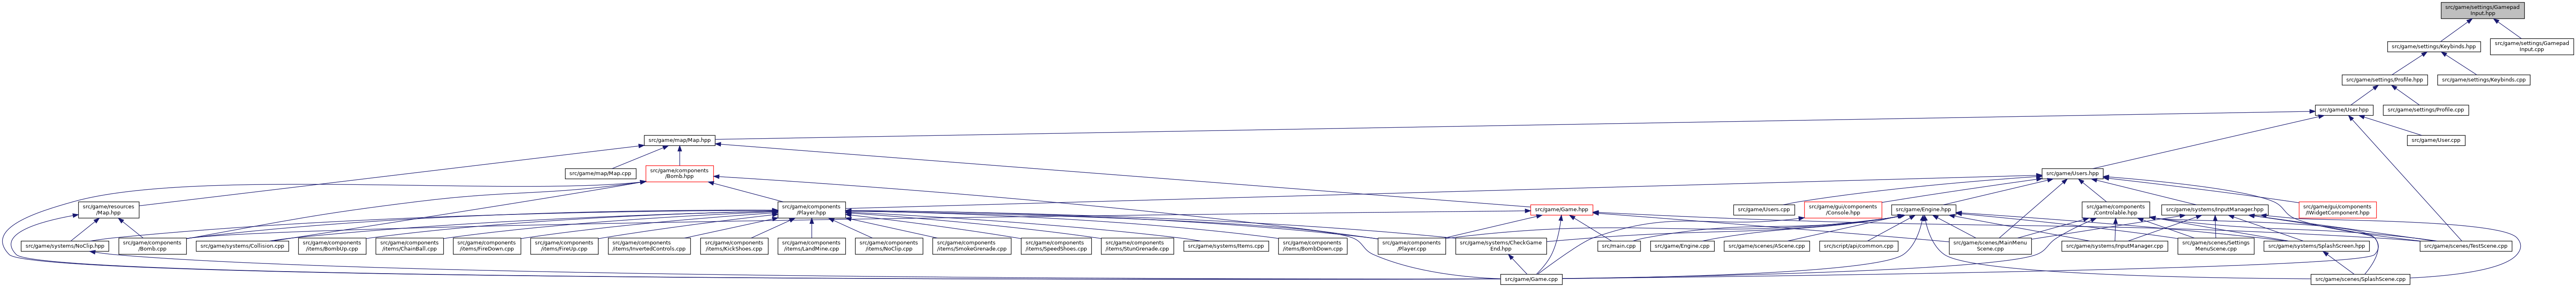 src/game/settings/Gamepad
Input.hpp
src/game/settings/Keybinds.hpp
src/game/settings/Gamepad
Input.cpp
src/game/settings/Profile.hpp
src/game/settings/Keybinds.cpp
src/game/User.hpp
src/game/settings/Profile.cpp
src/game/map/Map.hpp
src/game/User.cpp
src/game/map/Map.cpp
src/game/components
/Bomb.hpp
src/game/Users.hpp
src/game/resources
/Map.hpp
src/game/components
/Player.hpp
src/game/Game.hpp
src/game/Users.cpp
src/game/gui/components
/Console.hpp
src/game/Engine.hpp
src/game/components
/Controlable.hpp
src/game/systems/InputManager.hpp
src/game/gui/components
/WidgetComponent.hpp
src/game/systems/NoClip.hpp
src/game/components
/Bomb.cpp
src/game/systems/Collision.cpp
src/game/components
/items/BombUp.cpp
src/game/components
/items/ChainBall.cpp
src/game/components
/items/FireDown.cpp
src/game/components
/items/FireUp.cpp
src/game/components
/items/InvertedControls.cpp
src/game/components
/items/KickShoes.cpp
src/game/components
/items/LandMine.cpp
src/game/components
/items/NoClip.cpp
src/game/components
/items/SmokeGrenade.cpp
src/game/components
/items/SpeedShoes.cpp
src/game/components
/items/StunGrenade.cpp
src/game/systems/Items.cpp
src/game/components
/items/BombDown.cpp
src/game/components
/Player.cpp
src/game/systems/CheckGame
End.hpp
src/main.cpp
src/game/Engine.cpp
src/game/scenes/AScene.cpp
src/script/api/common.cpp
src/game/scenes/MainMenu
Scene.cpp
src/game/systems/InputManager.cpp
src/game/scenes/Settings
MenuScene.cpp
src/game/systems/SplashScreen.hpp
src/game/scenes/TestScene.cpp
src/game/Game.cpp
src/game/scenes/SplashScene.cpp